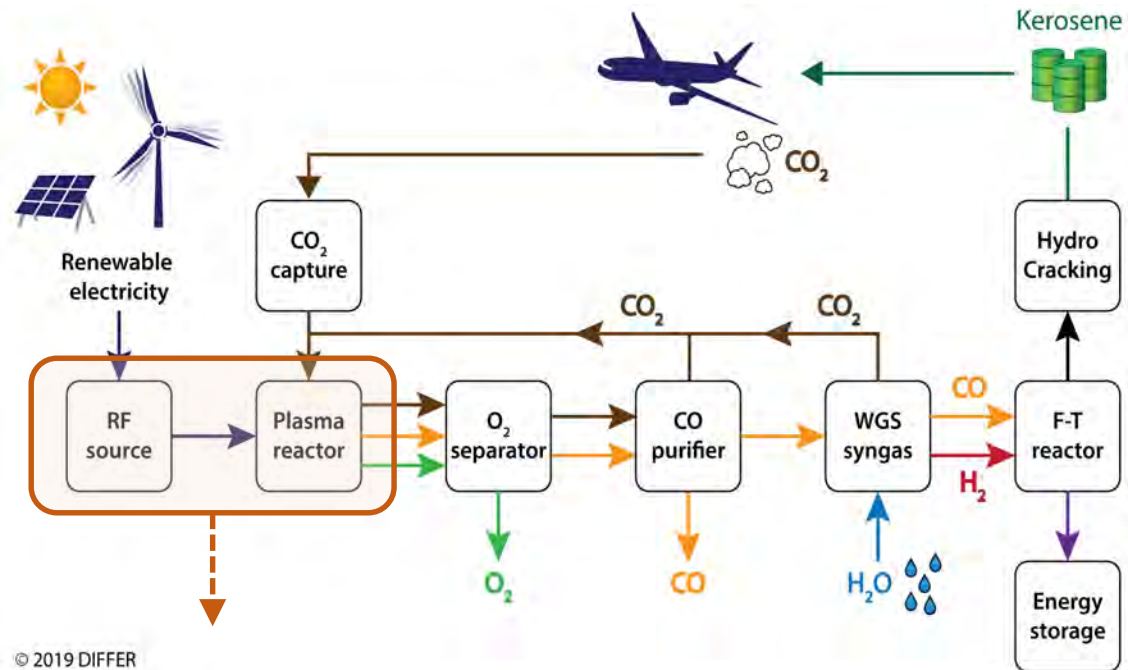 Kerosene
CO₂
CO₂
capture
Hydro
Cracking
Renewable
electricity
CO₂
CO₂
RF
source
Plasma
reactor
O₂
separator
CO
purifier
WGS
syngas
CO
H₂
F-T
reactor
O₂
CO
H₂O
Energy
storage
© 2019 DIFFER